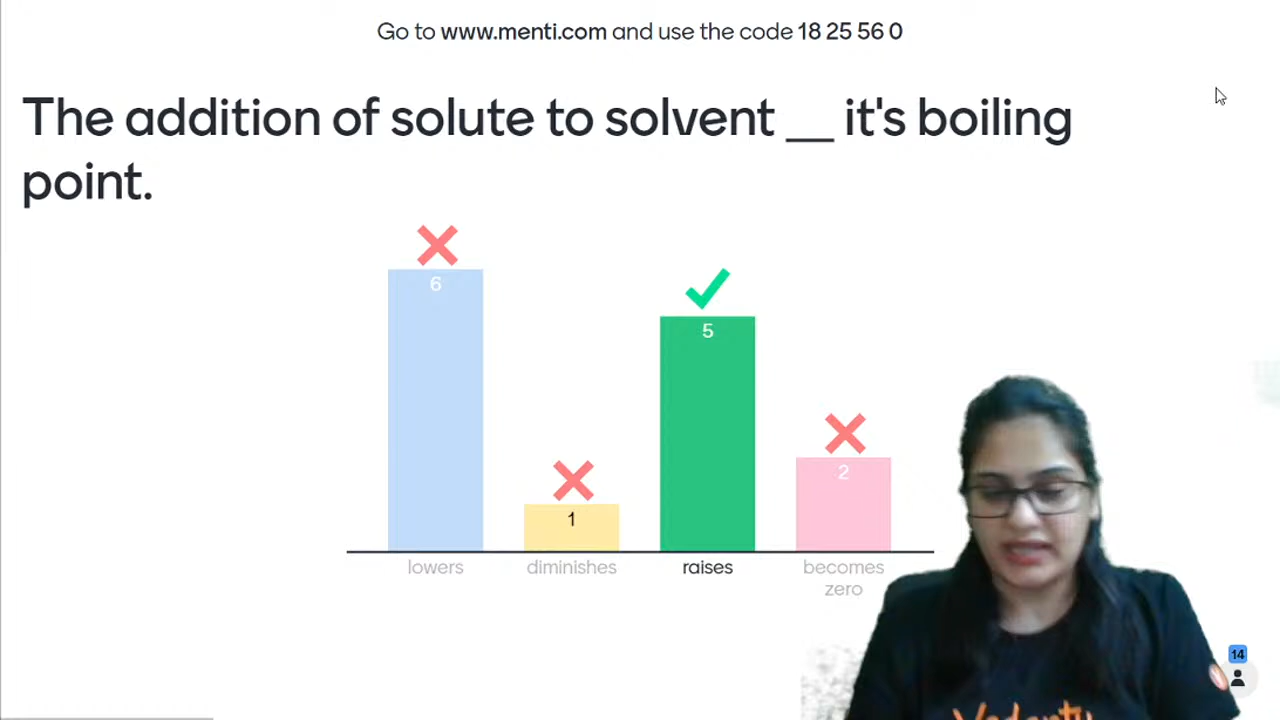 Go to www.menti.com and use the code 18 25 56 0
The addition of solute to solvent __ it's boiling
point.
6
5
2
1
lowers
diminishes
raises
becomes
zero
14
Vedantu